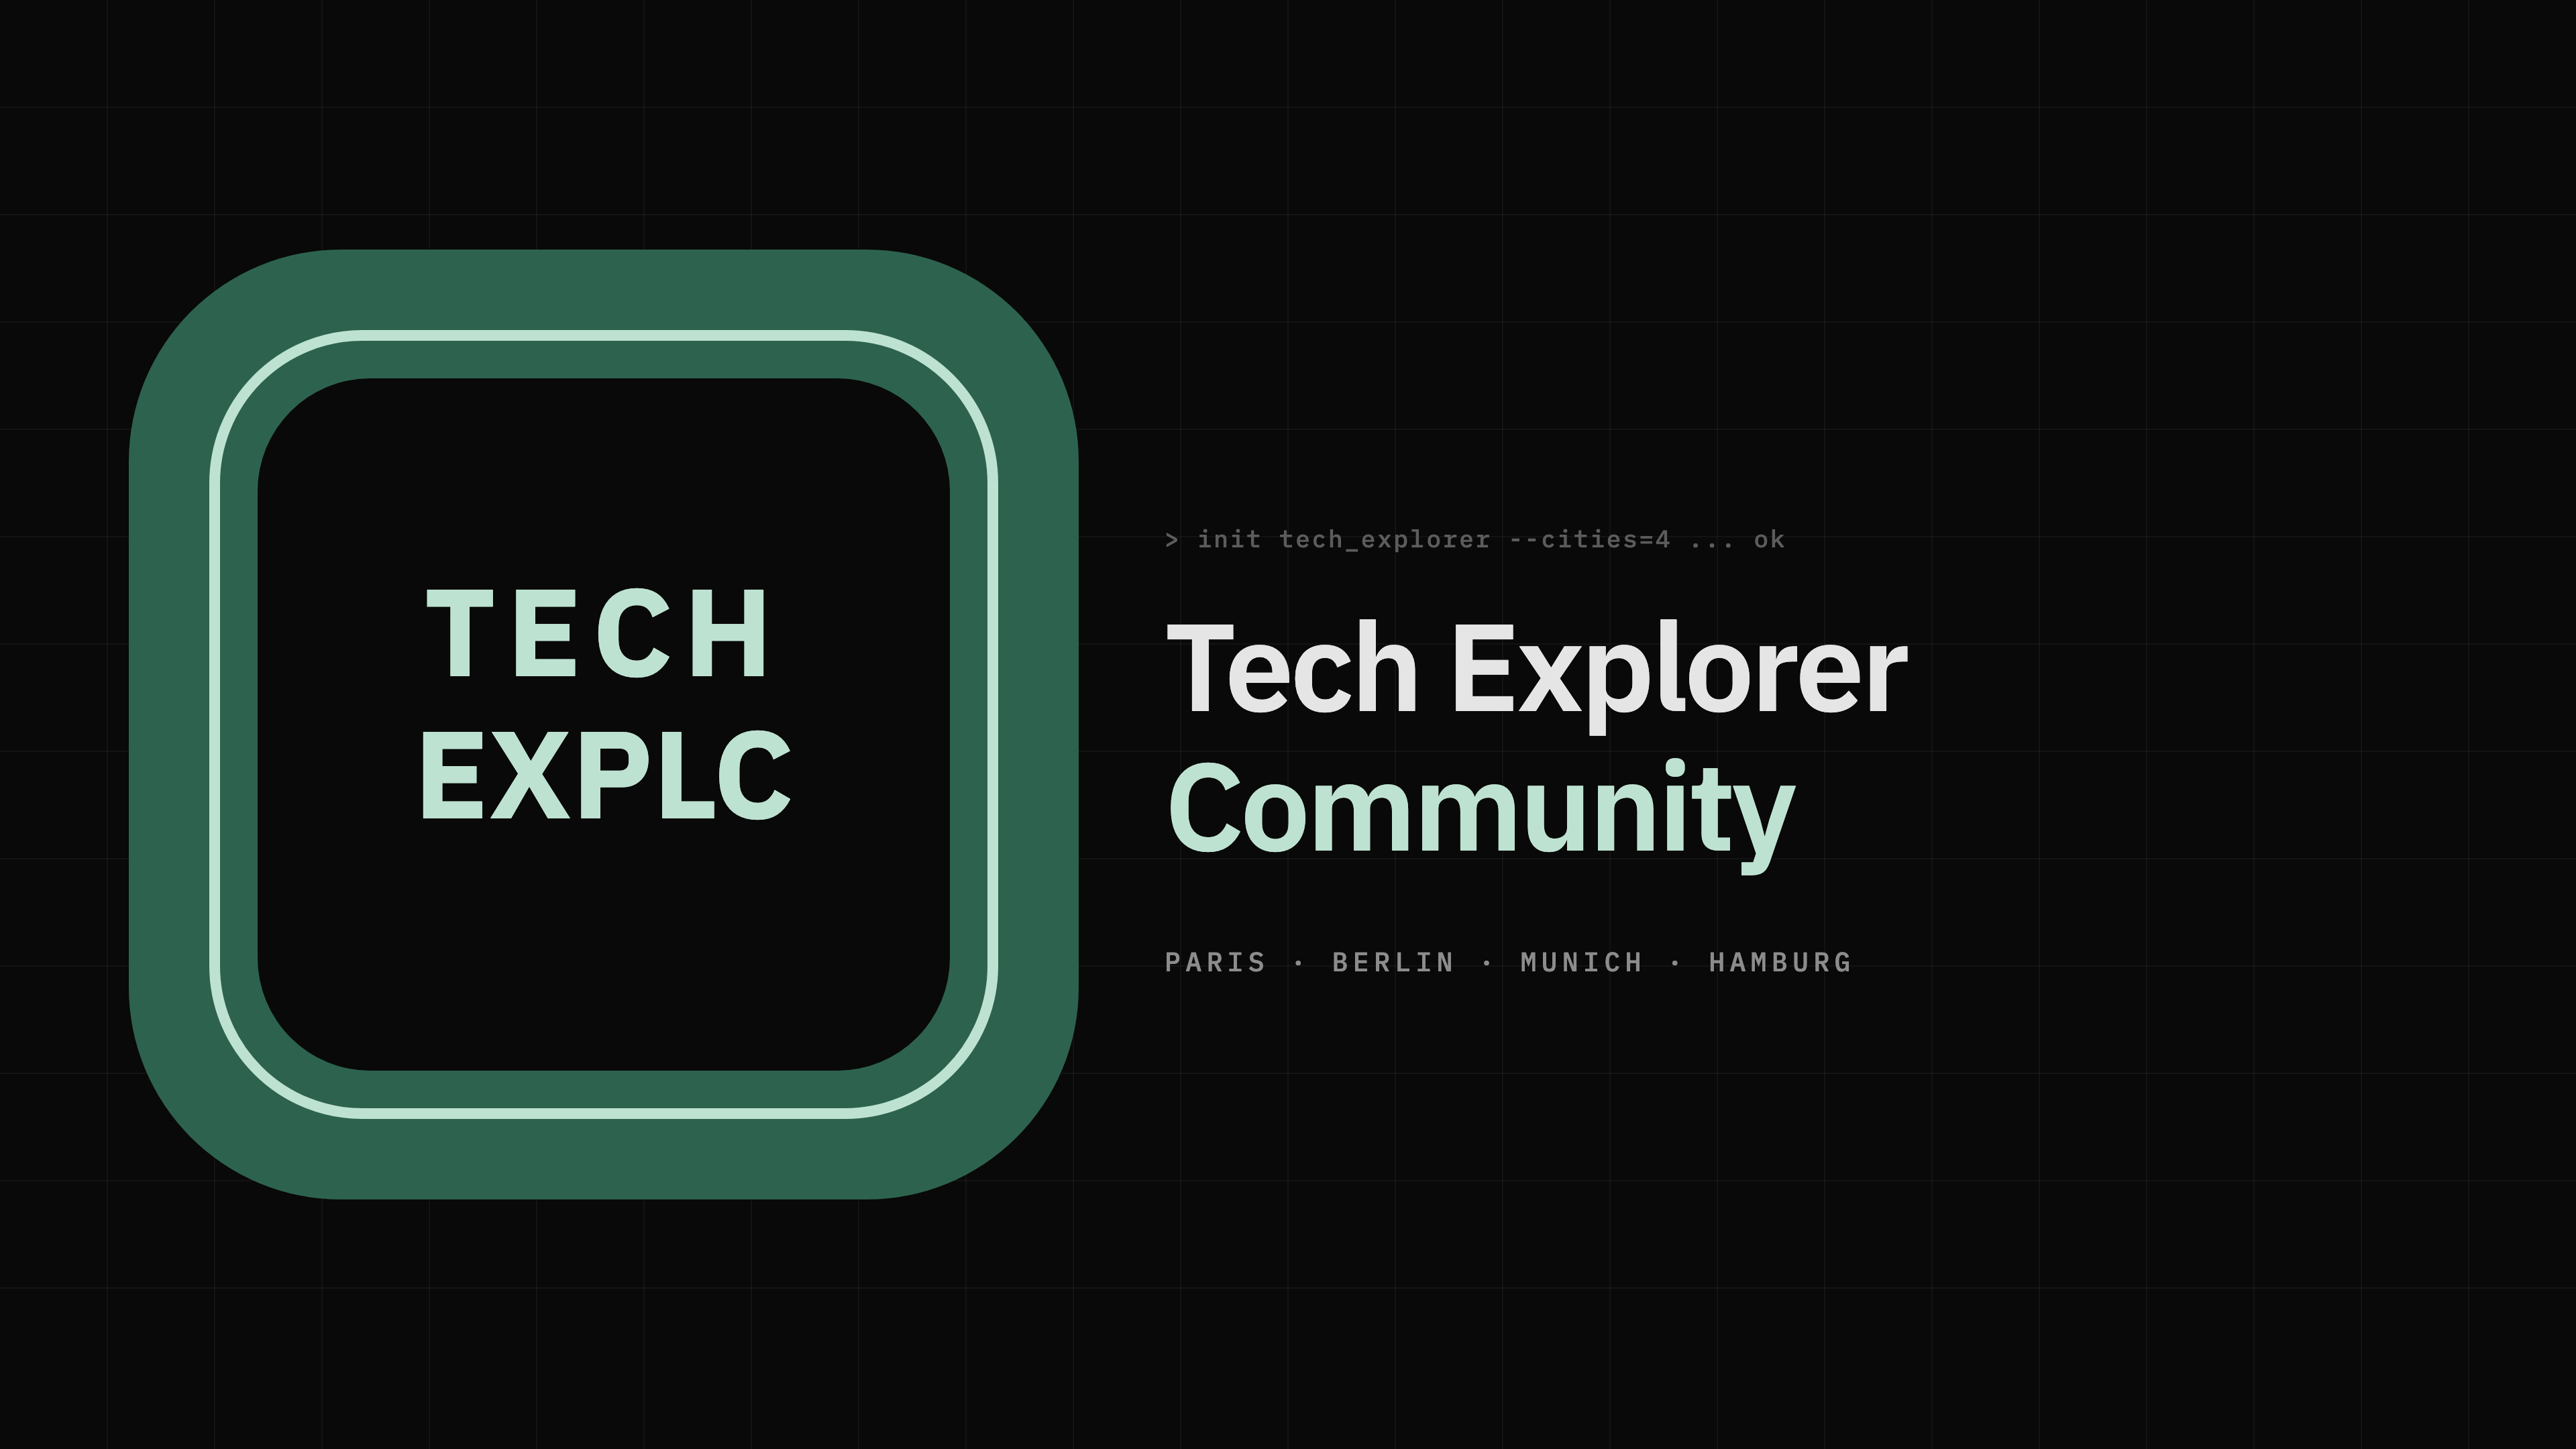 TECH
EXPLC
> init tech_explorer --cities=4 ... ok
Tech Explorer
Community
PARIS · BERLIN · MUNICH · HAMBURG